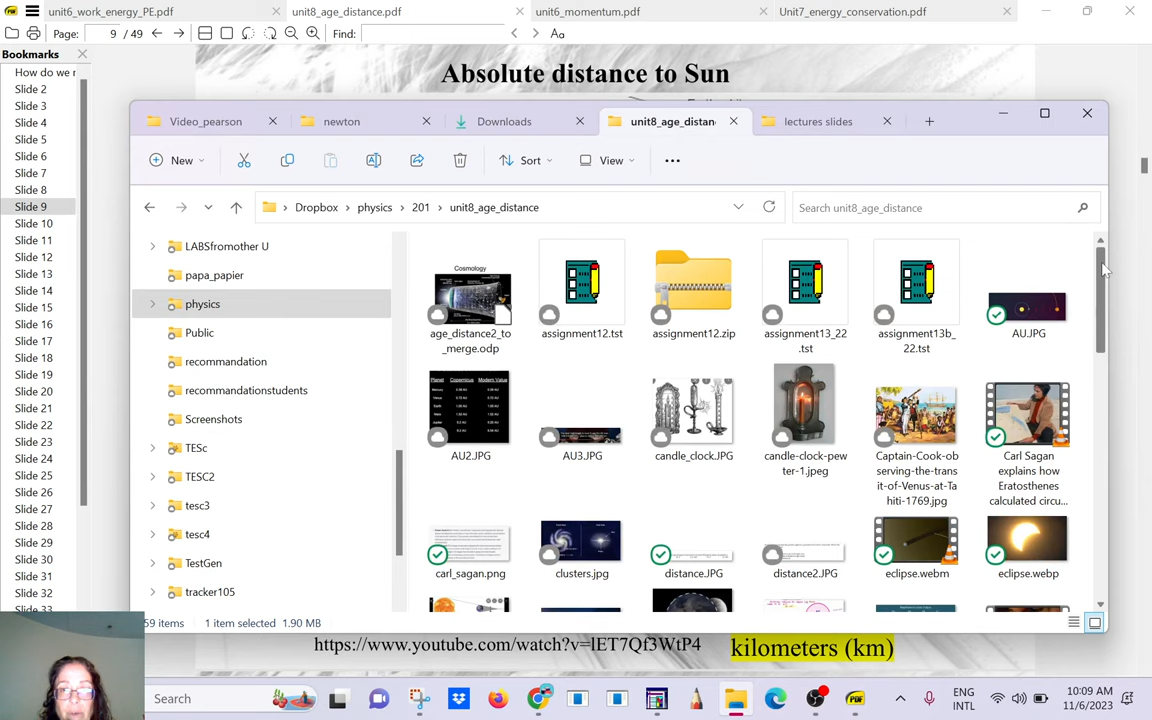 unit6_work_energy_PE.pdf
unit8_age_distance.pdf
unit6_momentum.pdf
Unit7_energy_conservation.pdf
Page:
9 / 49
Find:
Aa
Bookmarks
How do we r
Slide 2
Slide 3
Slide 4
Slide 5
Slide 6
Slide 7
Slide 8
Slide 9
Slide 10
Slide 11
Slide 12
Slide 13
Slide 14
Slide 15
Slide 16
Slide 17
Slide 18
Slide 19
Slide 20
Slide 21
Slide 22
Slide 23
Slide 24
Slide 25
Slide 26
Slide 27
Slide 28
Slide 29
Slide 30
Slide 31
Slide 32
Slide 33
Absolute distance to Sun
Video_pearson
newton
Downloads
unit8_age_distan
lectures slides
New
Sort
View
Dropbox
physics
201
unit8_age_distance
Search unit8_age_distance
LABSfromother U
papa_papier
physics
Public
recommandation
recommandationstudents
Screenshots
TESc
TESC2
tesc3
tesc4
TestGen
tracker105
Cosmology
age_distance2_to
_merge.odp
assignment12.tst
assignment12.zip
assignment13_22
.tst
assignment13b_
22.tst
AU.JPG
AU2.JPG
AU3.JPG
candle_clock.JPG
candle-clock-pew
ter-1.jpeg
Captain-Cook-ob
serving-the-trans
it-of-Venus-at-Ta
hiti-1769.jpg
Carl Sagan
explains how
Eratosthenes
calculated circu...
carl_sagan.png
clusters.jpg
distance.JPG
distance2.JPG
eclipse.webm
eclipse.webp
59 items
1 item selected 1.90 MB
https://www.youtube.com/watch?v=lET7Qf3WtP4
kilometers (km)
Search
ENG
INTL
10:09 AM
11/6/2023